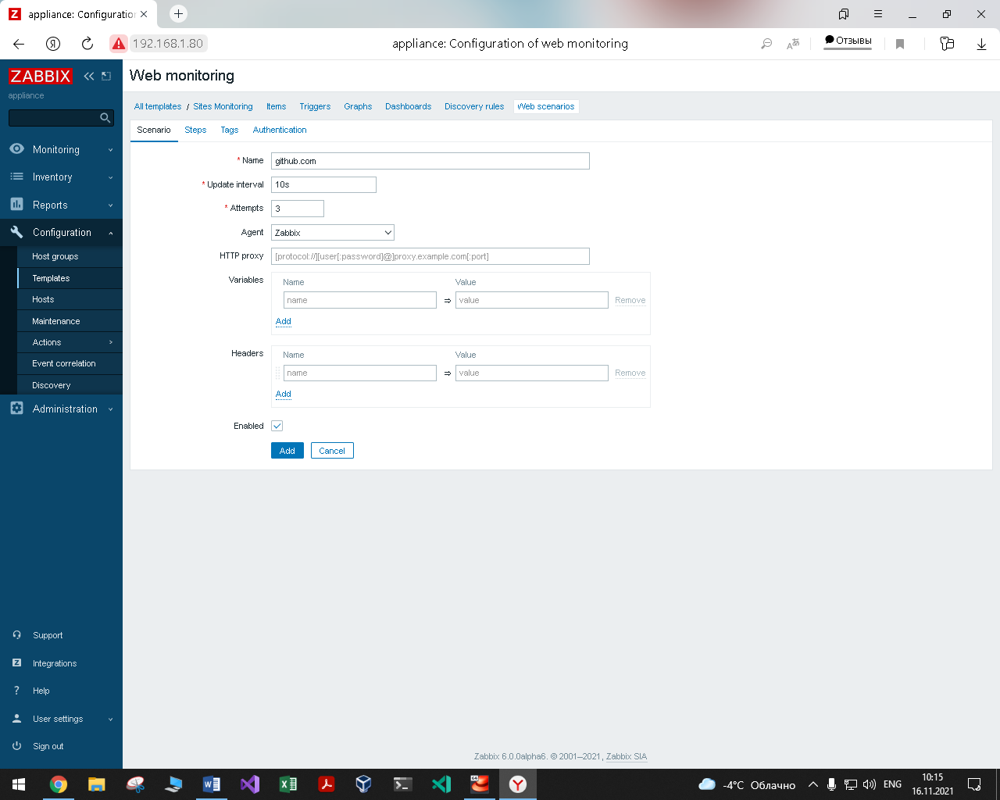 appliance: Configuratio
192.168.1.80
appliance: Configuration of web monitoring
Отзывы
ZABBIX
appliance
Monitoring
Inventory
Reports
Configuration
Host groups
Templates
Hosts
Maintenance
Actions
Event correlation
Discovery
Administration
Support
Integrations
Help
User settings
Sign out
Web monitoring
All templates / Sites Monitoring Items Triggers Graphs Dashboards Discovery rules Web scenarios
Scenario Steps Tags Authentication
* Name github.com
* Update interval 10s
* Attempts 3
Agent Zabbix
HTTP proxy [protocol://][user[:password]@]proxy.example.com[:port]
Variables Name Value
name ⇒ value Remove
Add
Headers Name Value
name ⇒ value Remove
Add
Enabled
Add Cancel
Zabbix 6.0.0alpha6. © 2001–2021, Zabbix SIA
-4°C Облачно
ENG
10:15
16.11.2021